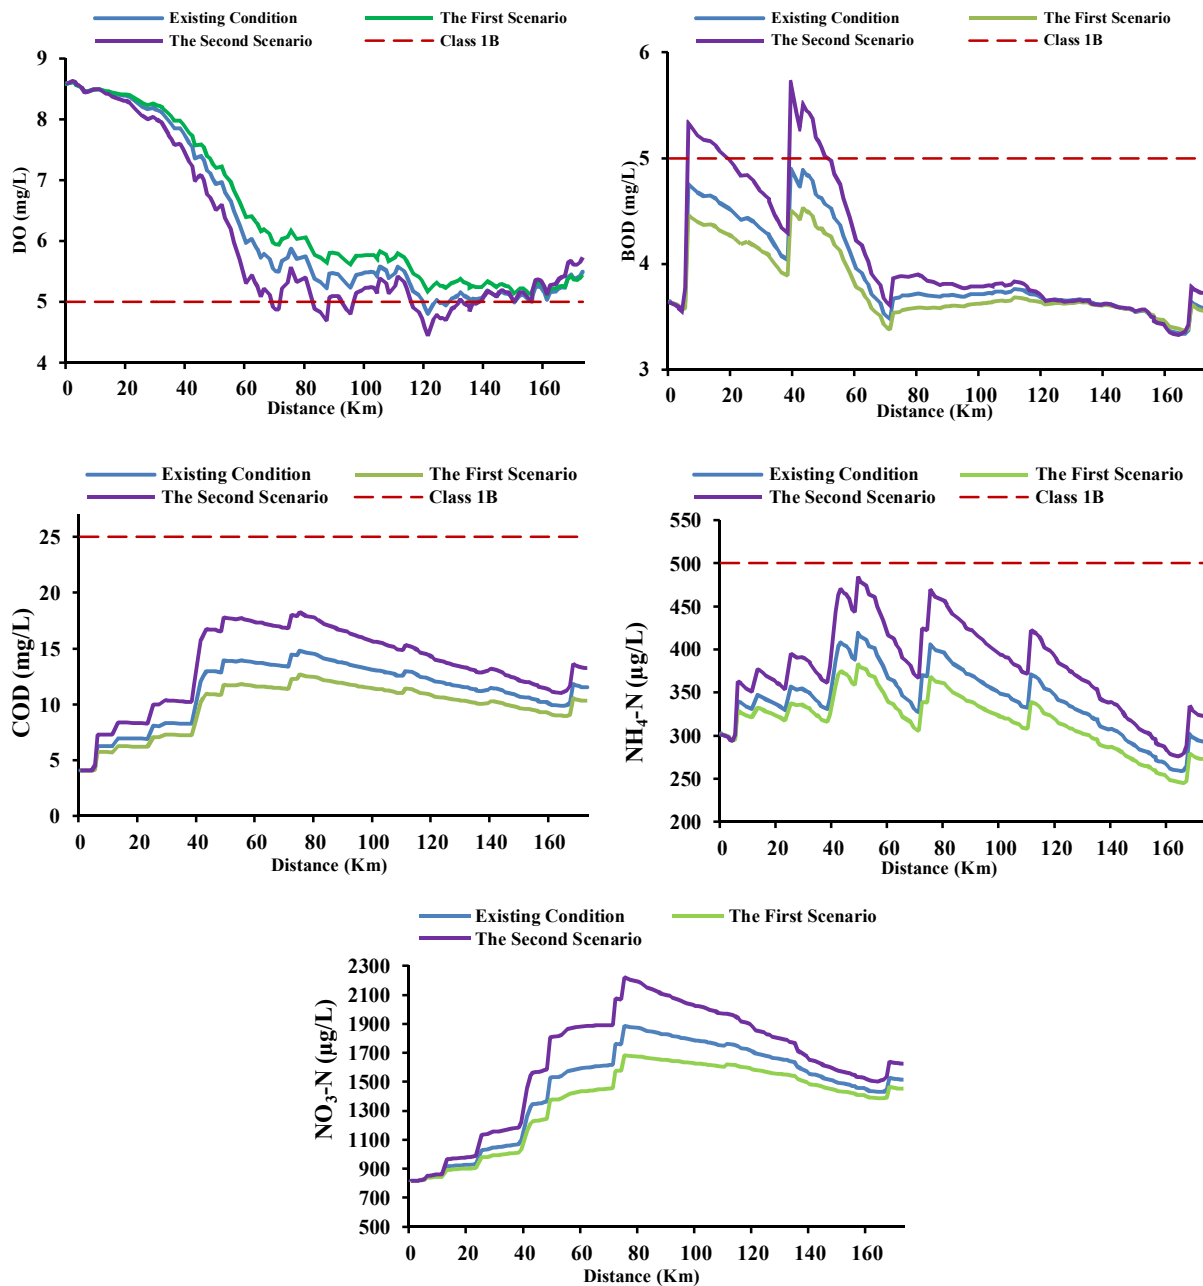 Existing Condition The First Scenario
The Second Scenario Class 1B
9
8
7
6
5
4
DO (mg/L)
0 20 40 60 80 100 120 140 160
Distance (Km)
Existing Condition The First Scenario
The Second Scenario Class 1B
6
5
4
3
BOD (mg/L)
0 20 40 60 80 100 120 140 160
Distance (Km)
Existing Condition The First Scenario
The Second Scenario Class 1B
25
20
15
10
5
0
COD (mg/L)
0 20 40 60 80 100 120 140 160
Distance (Km)
Existing Condition The First Scenario
The Second Scenario Class 1B
550
500
450
400
350
300
250
200
NH4-N (µg/L)
0 20 40 60 80 100 120 140 160
Distance (Km)
Existing Condition The First Scenario
The Second Scenario
2300
2100
1900
1700
1500
1300
1100
900
700
500
NO3-N (µg/L)
0 20 40 60 80 100 120 140 160
Distance (Km)